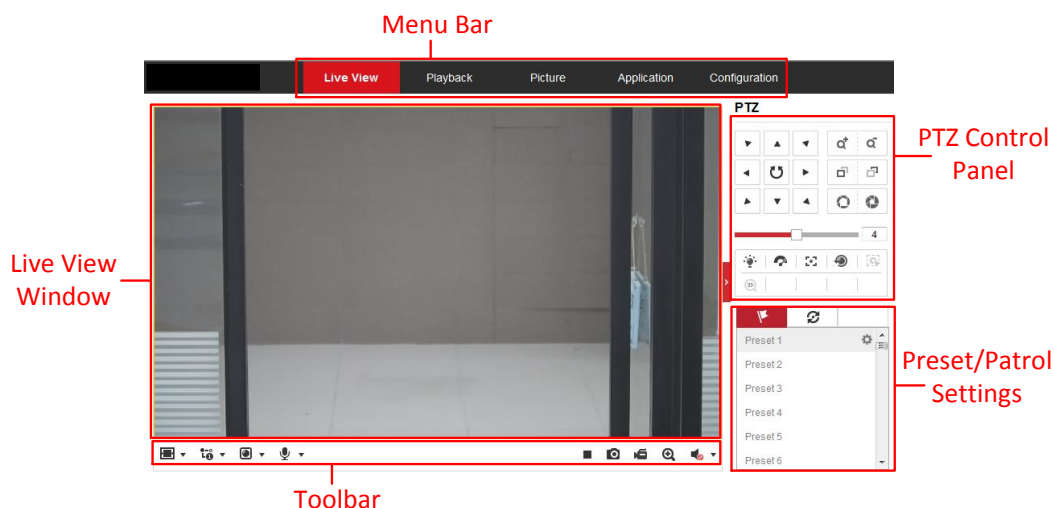 Menu Bar
Live View Playback Picture Application Configuration
PTZ
PTZ Control
Panel
4
3D
Live View
Window
Preset 1
Preset 2
Preset 3
Preset 4
Preset 5
Preset 6
Preset/Patrol
Settings
Toolbar